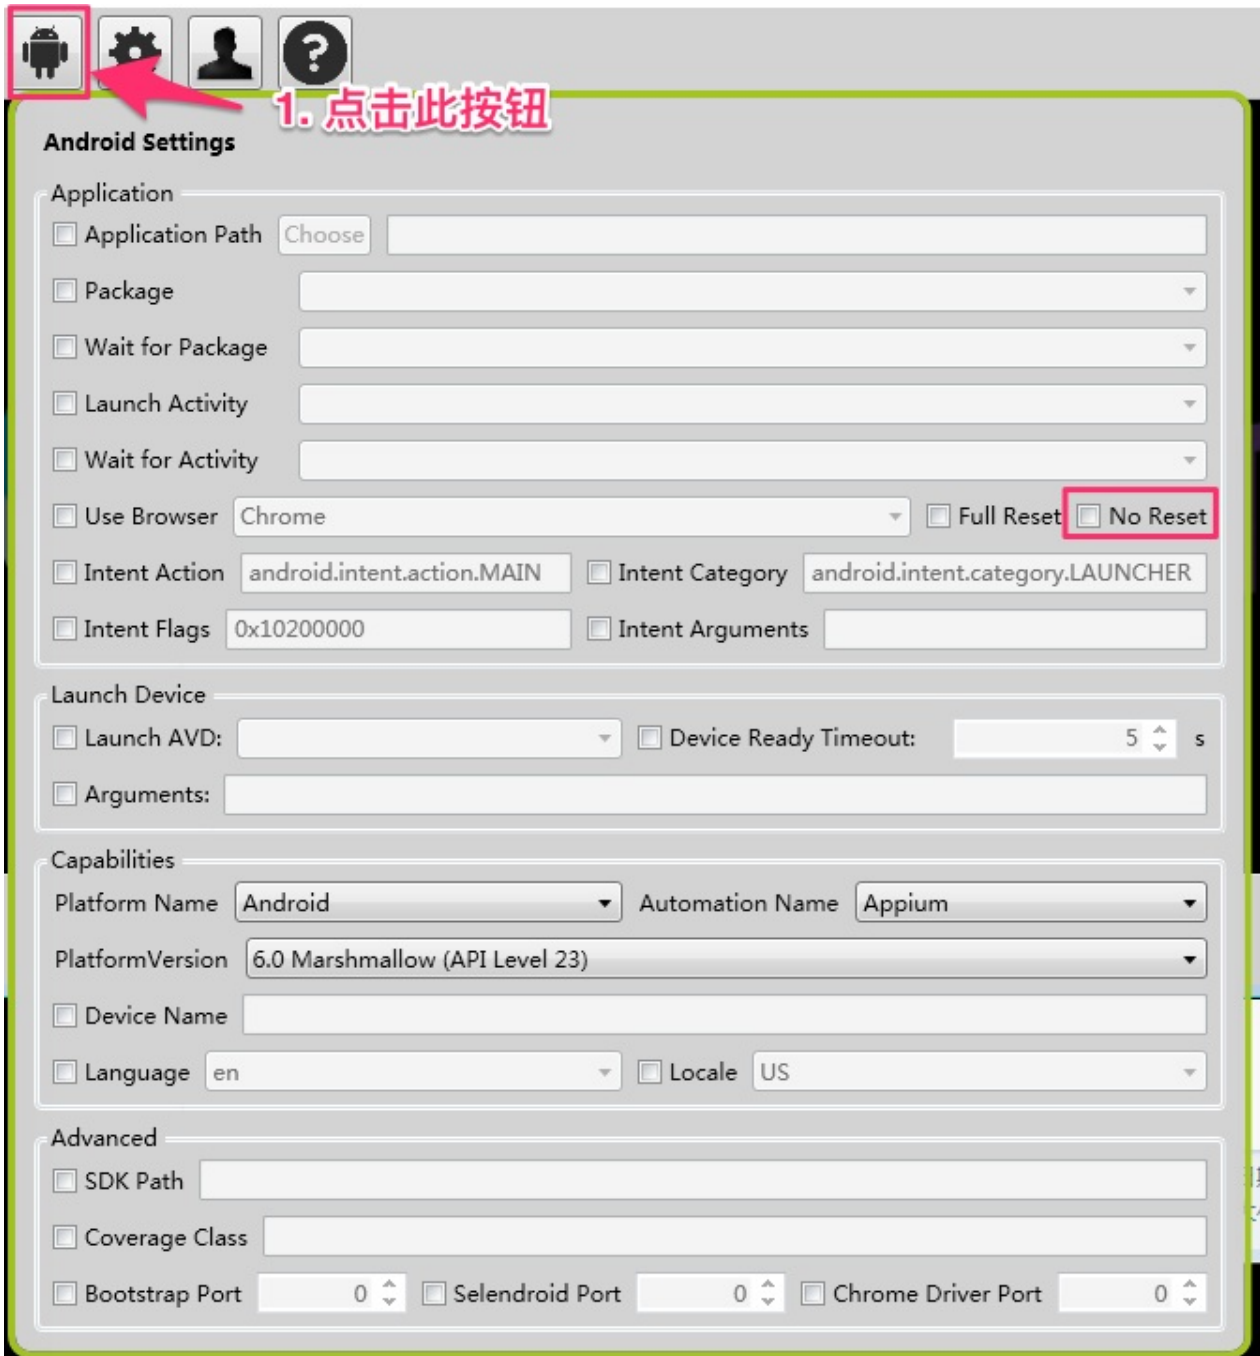 1. 点击此按钮
Android Settings
Application
Application Path Choose
Package
Wait for Package
Launch Activity
Wait for Activity
Use Browser Chrome Full Reset No Reset
Intent Action android.intent.action.MAIN Intent Category android.intent.category.LAUNCHER
Intent Flags 0x10200000 Intent Arguments
Launch Device
Launch AVD: Device Ready Timeout: 5 s
Arguments:
Capabilities
Platform Name Android Automation Name Appium
PlatformVersion 6.0 Marshmallow (API Level 23)
Device Name
Language en Locale US
Advanced
SDK Path
Coverage Class
Bootstrap Port 0 Selendroid Port 0 Chrome Driver Port 0